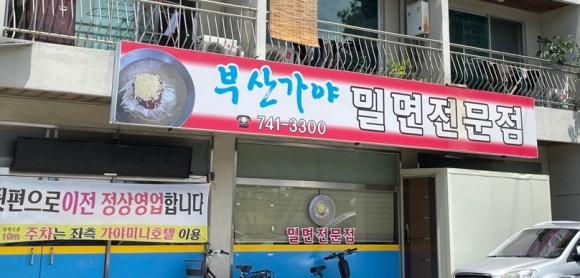 부산가야 밀면전문점
☎ 741-3300
편으로이전 정상영업합니다
10m 주차는 좌측 가야미니호텔 이용
밀면전문점